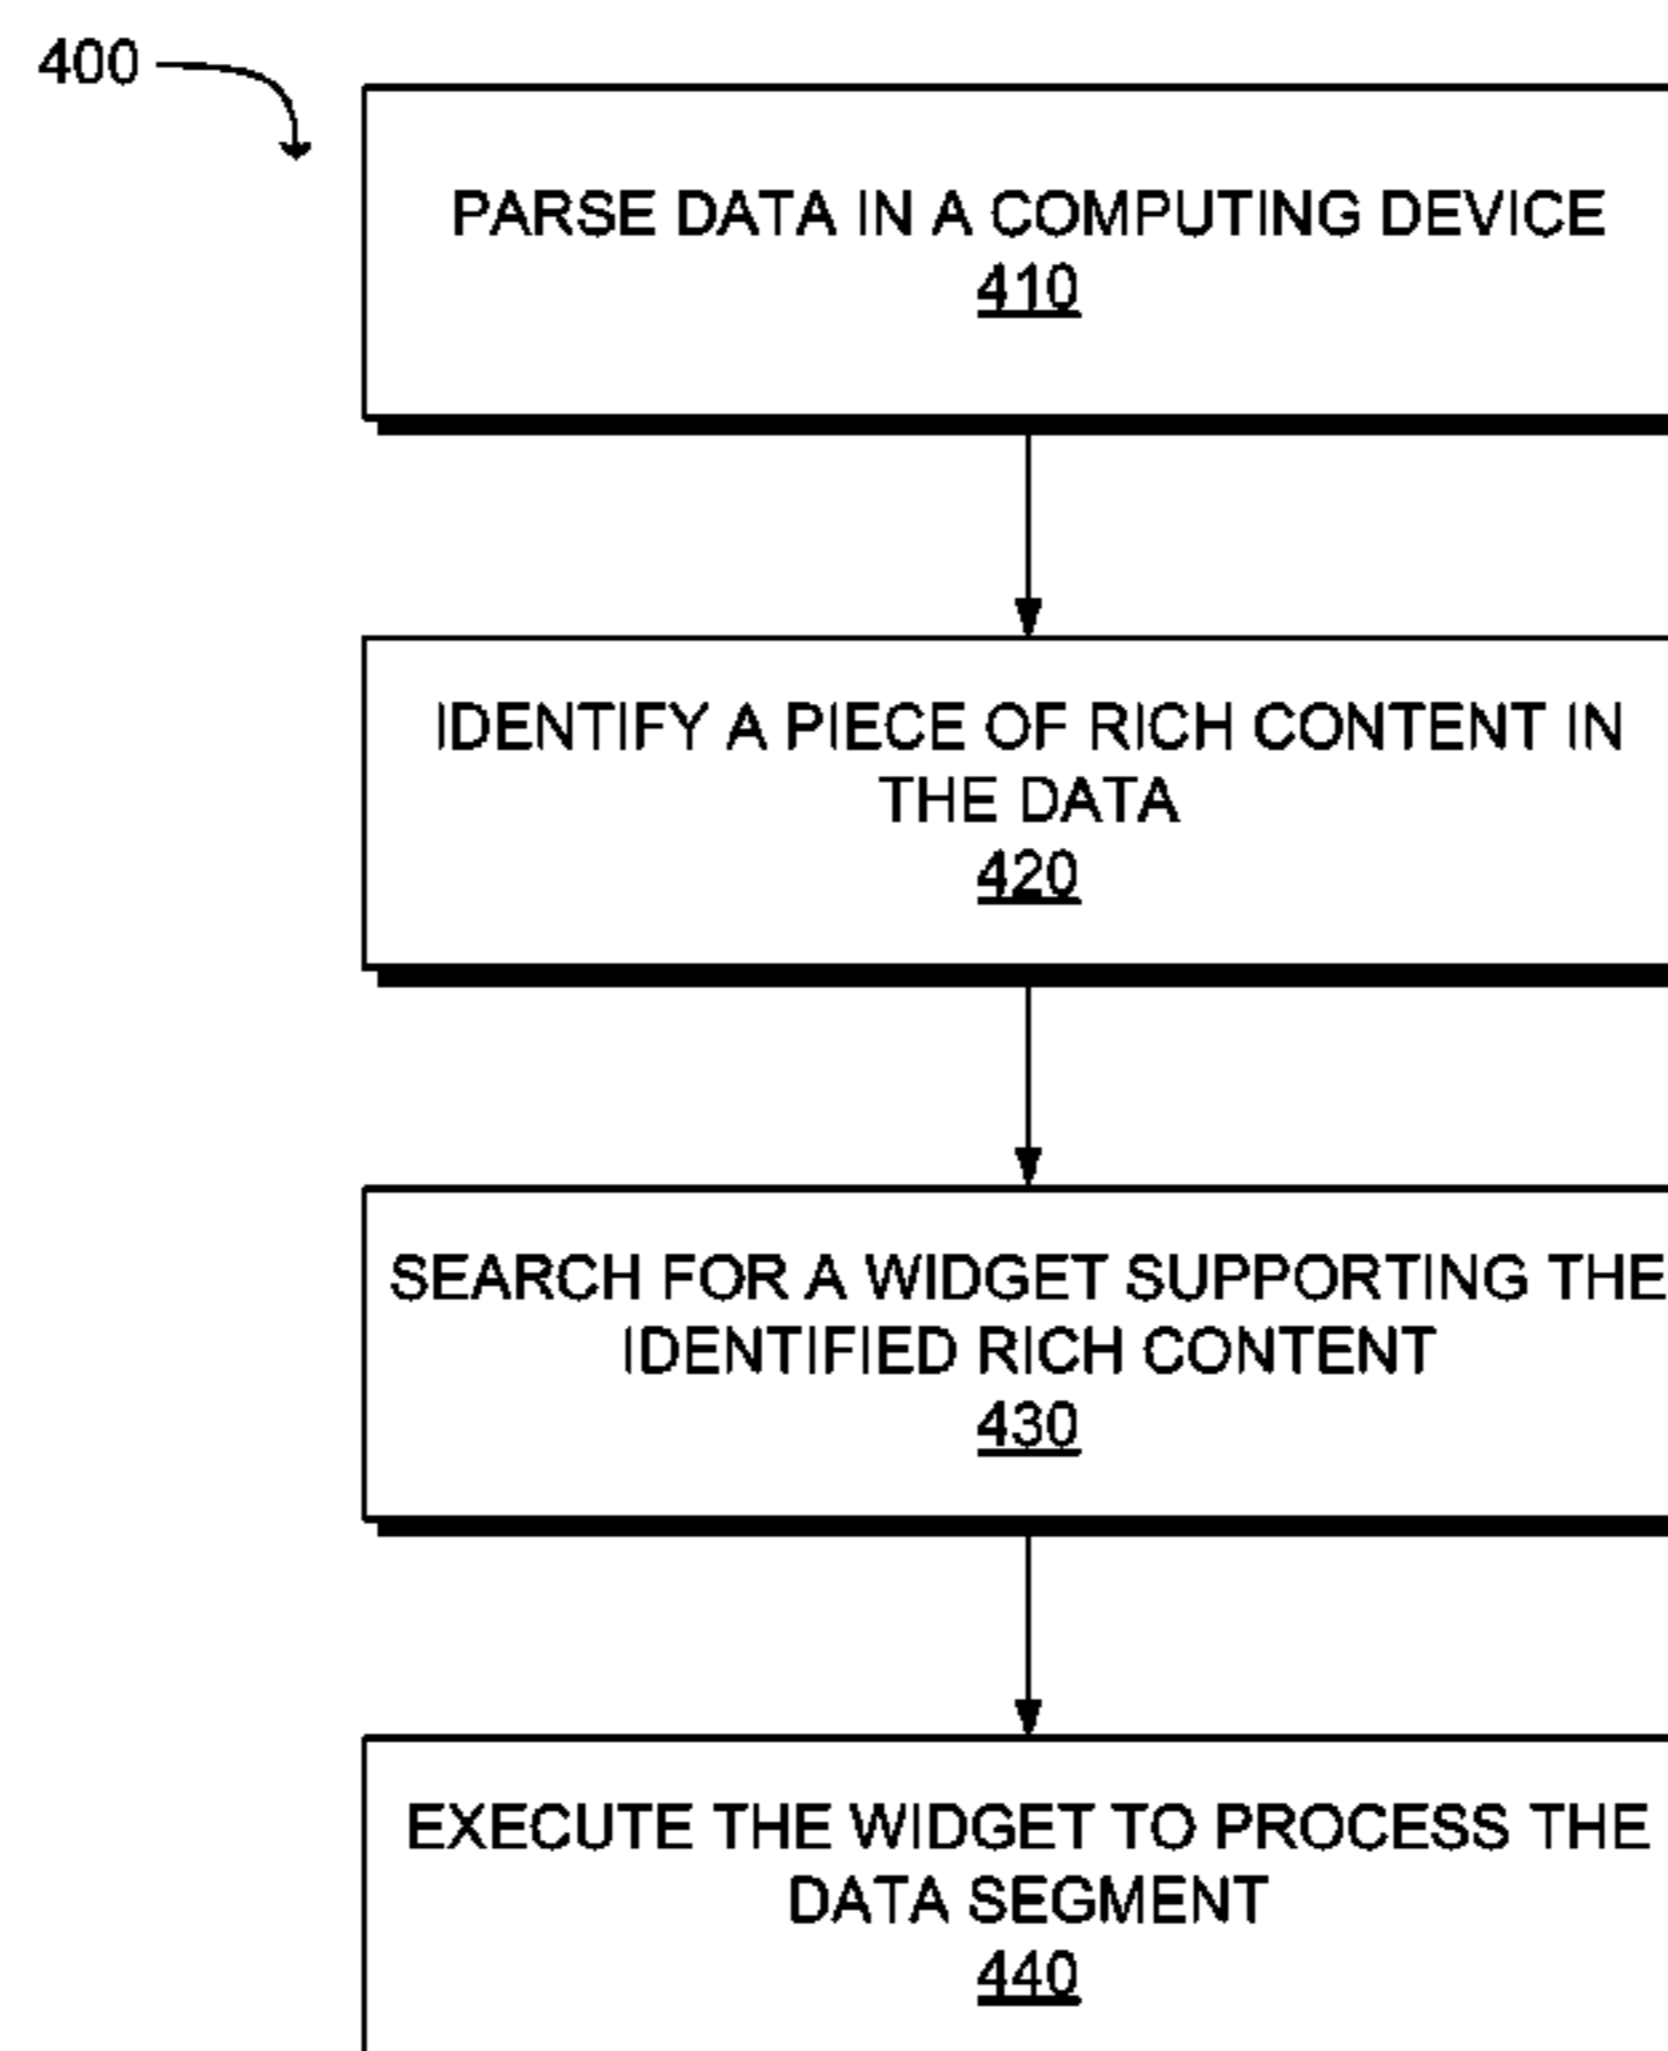 400
PARSE DATA IN A COMPUTING DEVICE
410
IDENTIFY A PIECE OF RICH CONTENT IN
THE DATA
420
SEARCH FOR A WIDGET SUPPORTING THE
IDENTIFIED RICH CONTENT
430
EXECUTE THE WIDGET TO PROCESS THE
DATA SEGMENT
440